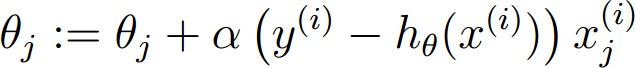 θ_j := θ_j + α (y^(i) − h_θ(x^(i))) x_j^(i)